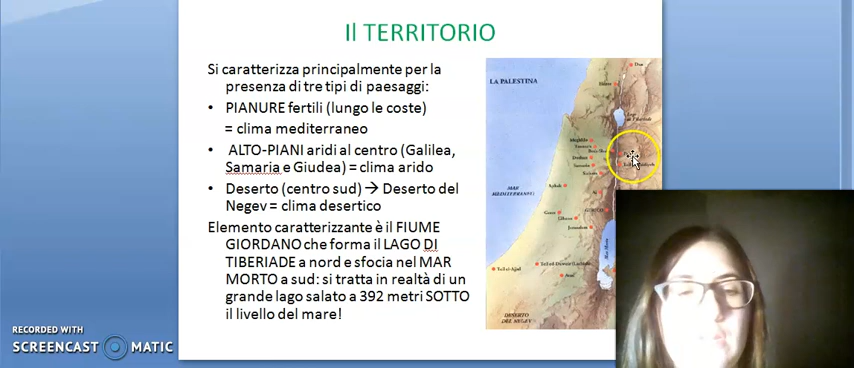 Il TERRITORIO
Si caratterizza principalmente per la
presenza di tre tipi di paesaggi:
• PIANURE fertili (lungo le coste)
= clima mediterraneo
• ALTO-PIANI aridi al centro (Galilea,
Samaria e Giudea) = clima arido
• Deserto (centro sud) → Deserto del
Negev = clima desertico
Elemento caratterizzante è il FIUME
GIORDANO che forma il LAGO DI
TIBERIADE a nord e sfocia nel MAR
MORTO a sud: si tratta in realtà di un
grande lago salato a 392 metri SOTTO
il livello del mare!
LA PALESTINA
Dan
MAR
MEDITERRANEO
Gerico
Mar Morto
DESERTO
DEL NEGEV
RECORDED WITH
SCREENCAST MATIC